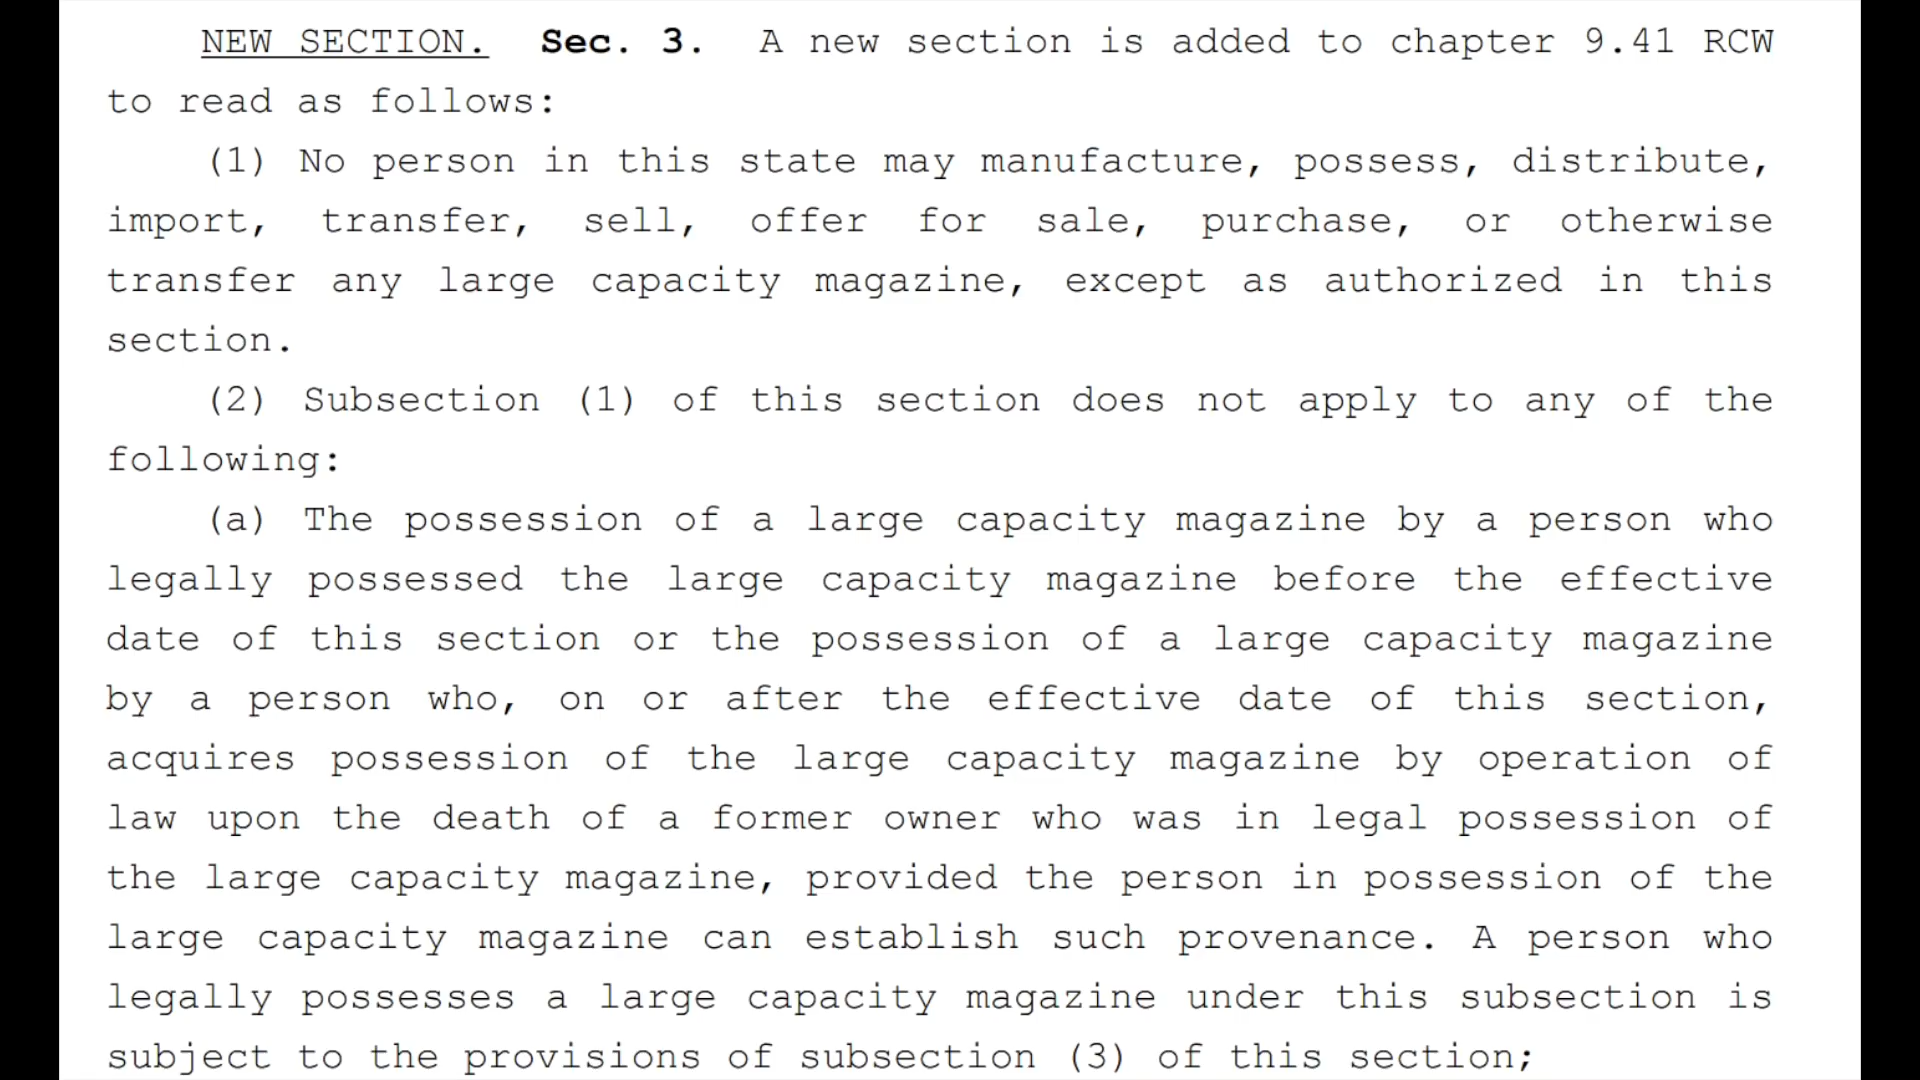 NEW SECTION. Sec. 3. A new section is added to chapter 9.41 RCW
to read as follows:
(1) No person in this state may manufacture, possess, distribute,
import, transfer, sell, offer for sale, purchase, or otherwise
transfer any large capacity magazine, except as authorized in this
section.
(2) Subsection (1) of this section does not apply to any of the
following:
(a) The possession of a large capacity magazine by a person who
legally possessed the large capacity magazine before the effective
date of this section or the possession of a large capacity magazine
by a person who, on or after the effective date of this section,
acquires possession of the large capacity magazine by operation of
law upon the death of a former owner who was in legal possession of
the large capacity magazine, provided the person in possession of the
large capacity magazine can establish such provenance. A person who
legally possesses a large capacity magazine under this subsection is
subject to the provisions of subsection (3) of this section;